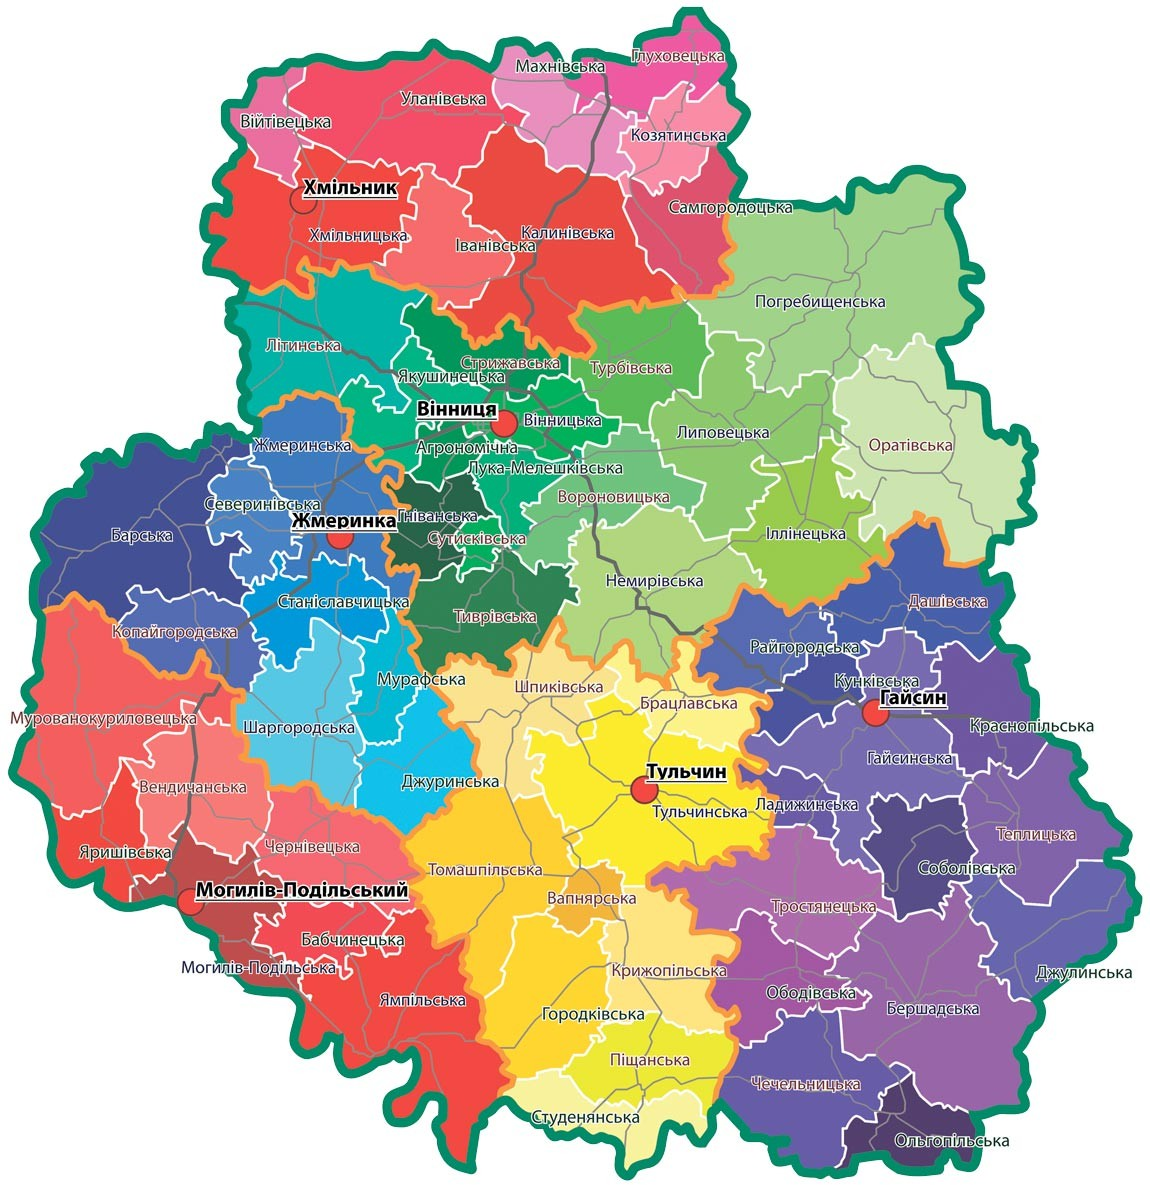 Глуховецька
Махнівська
Уланівська
Війтівецька
Козятинська
Хмільник
Самгородоцька
Хмільницька
Калинівська
Іванівська
Погребищенська
Літинська
Стрижавська
Турбівська
Якушинецька
Вінниця
Вінницька
Липовецька
Жмеринська
Агрономічна
Оратівська
Лука-Мелешківська
Вороновицька
Северинівська
Гніванська
Жмеринка
Барська
Сутисківська
Іллінецька
Немирівська
Станіславчицька
Дашівська
Тиврівська
Копайгородська
Райгородська
Мурафська
Кунківська
Шпиківська
Гайсин
Брацлавська
Мурованокуриловецька
Шаргородська
Краснопільська
Гайсинська
Тульчин
Джуринська
Вендичанська
Ладижинська
Тульчинська
Теплицька
Чернівецька
Яришівська
Томашпільська
Соболівська
Могилів-Подільський
Вапнярська
Тростянецька
Бабчинецька
Могилів-Подільська
Крижопільська
Джулинська
Ободівська
Ямпільська
Бершадська
Городківська
Піщанська
Чечельницька
Студенянська
Ольгопільська